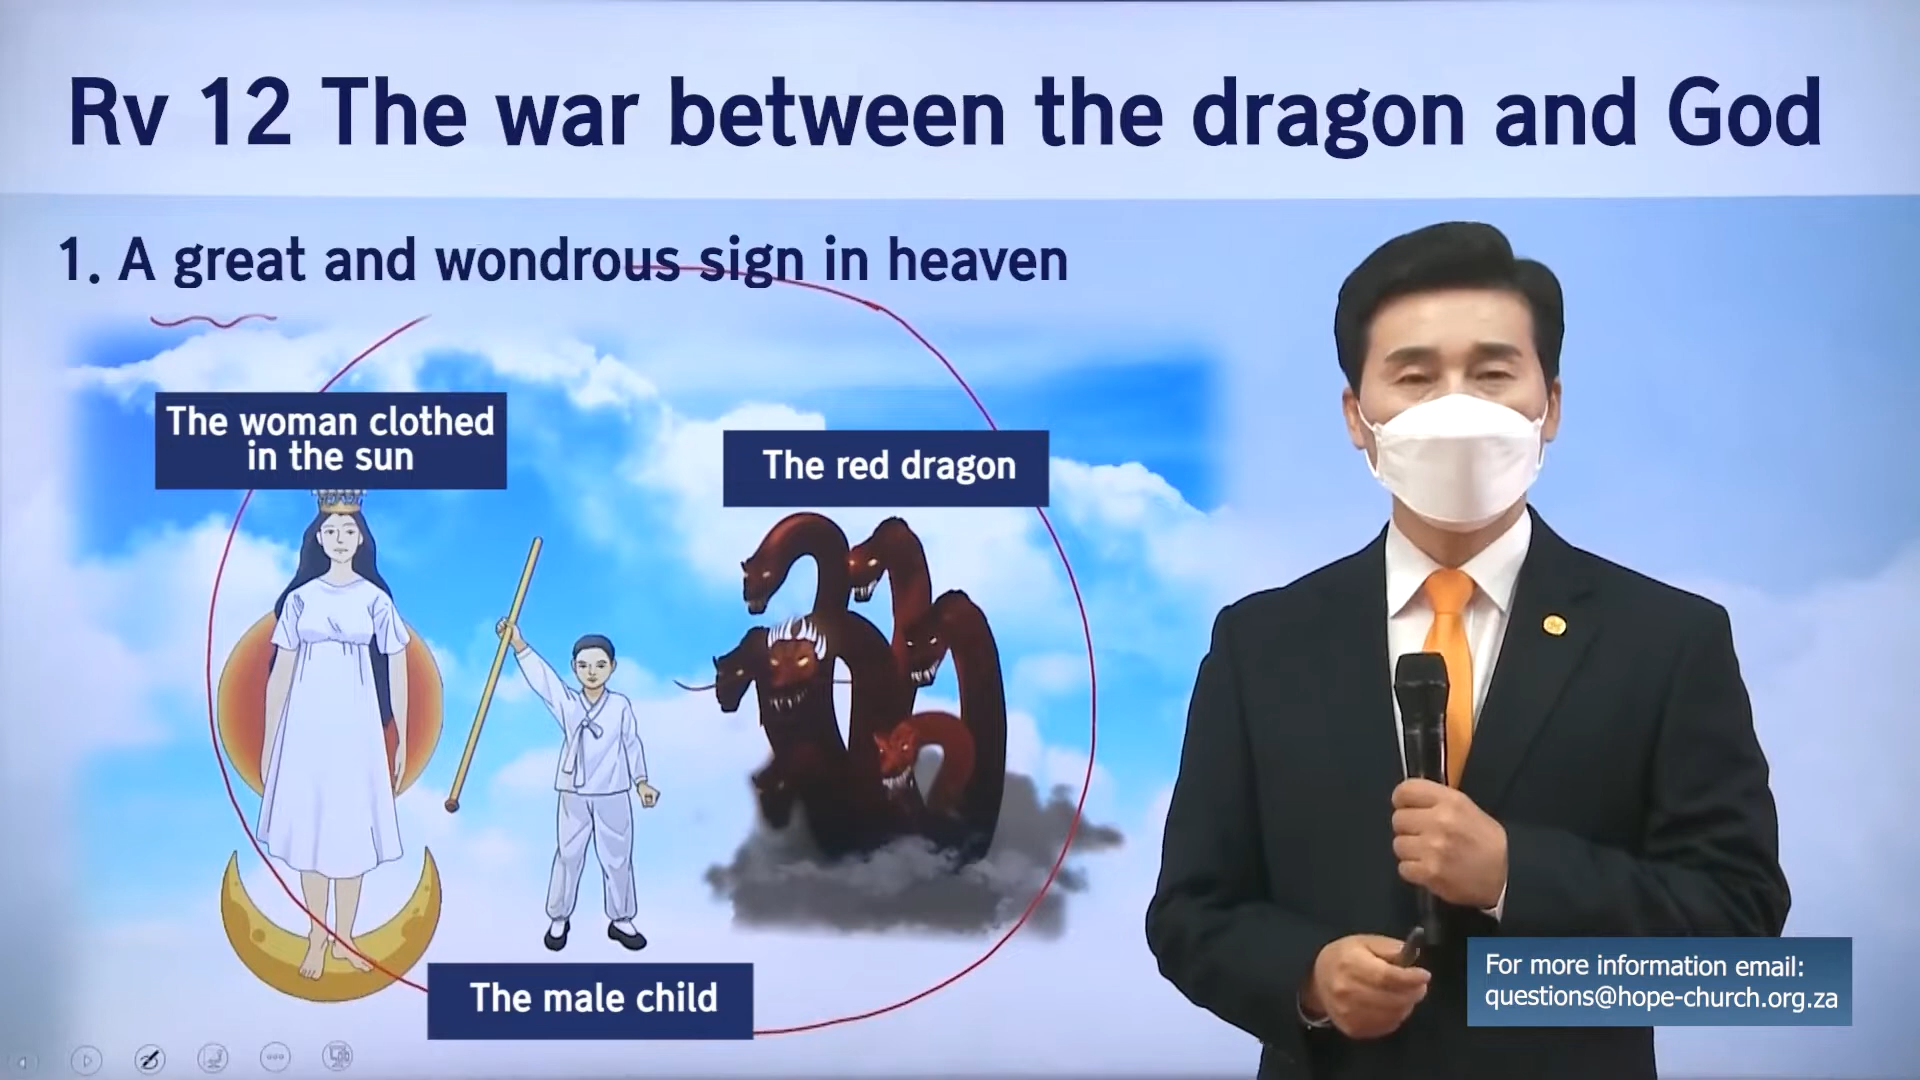 Rv 12 The war between the dragon and God
1. A great and wondrous sign in heaven
The woman clothed
in the sun
The red dragon
The male child
For more information email:
questions@hope-church.org.za